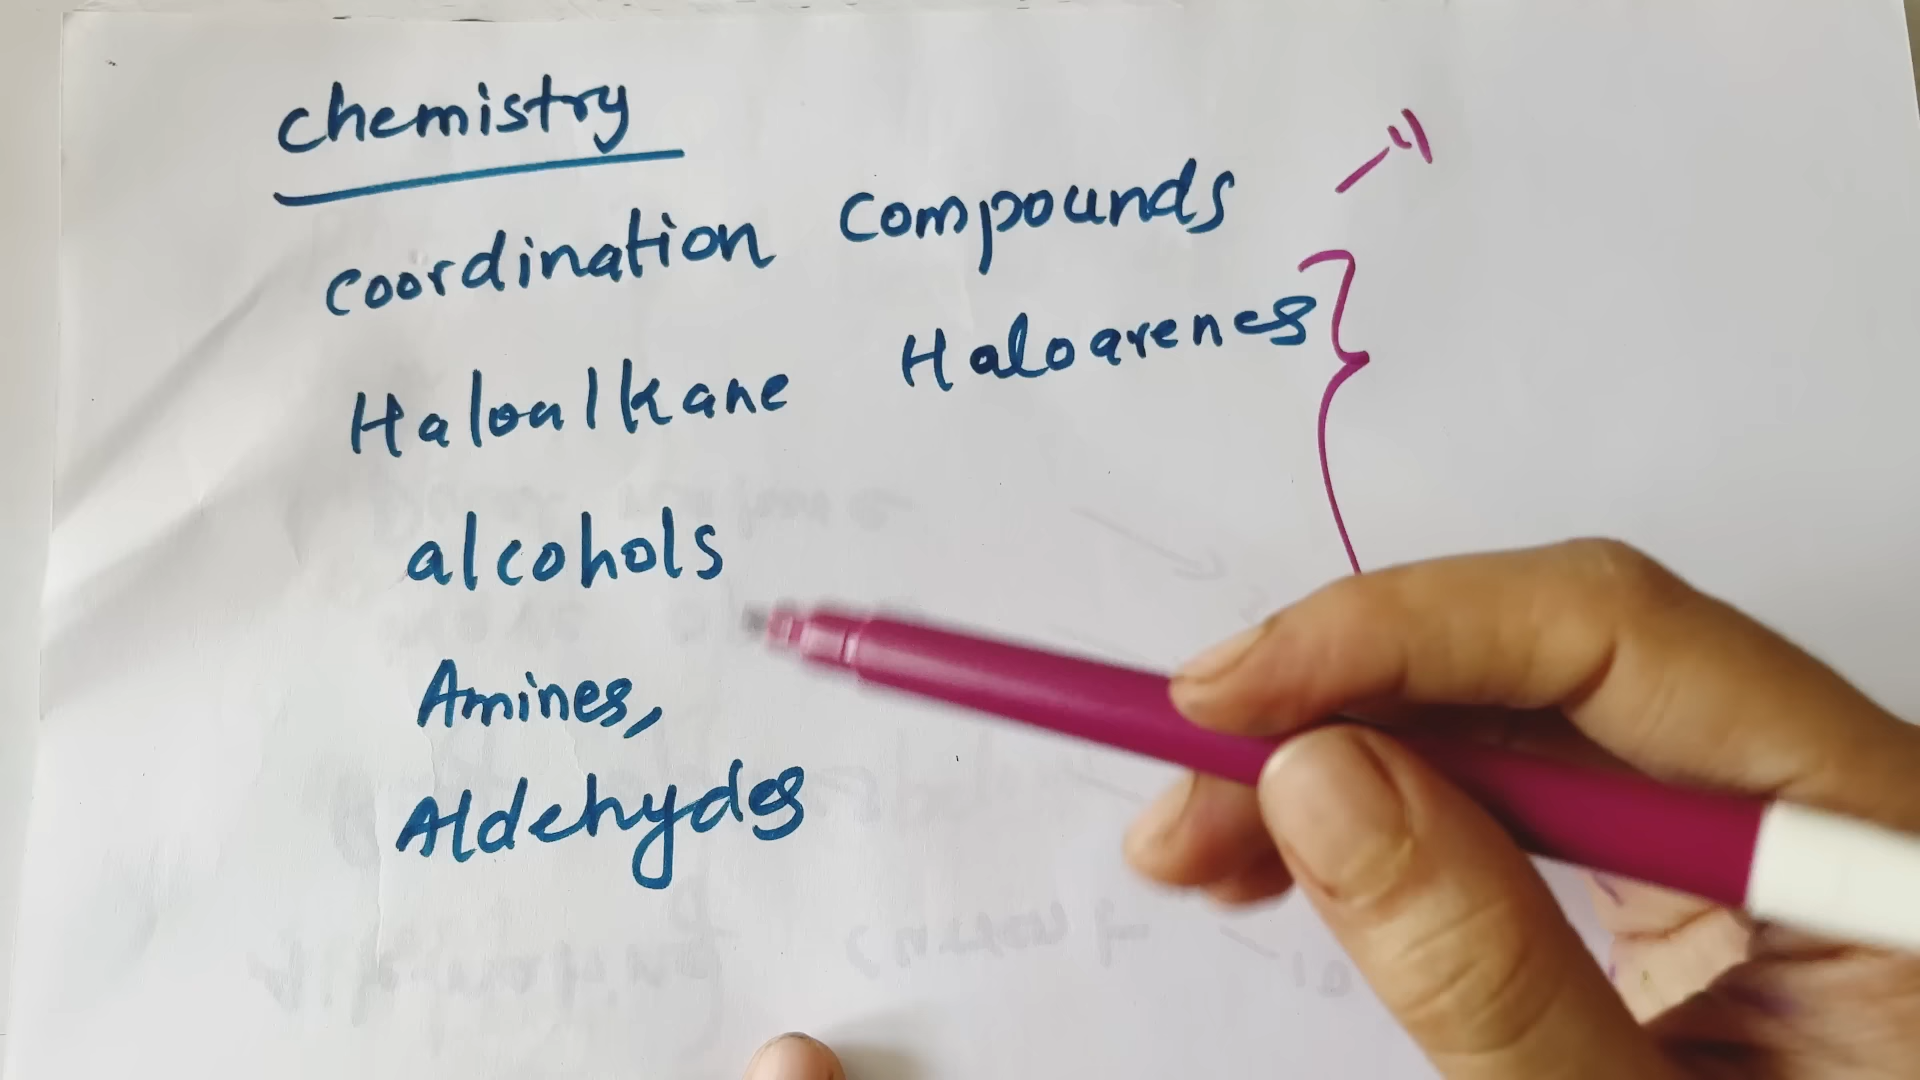 chemistry
coordination compounds
Haloalkane Haloarenes
alcohols
Amines,
Aldehydes